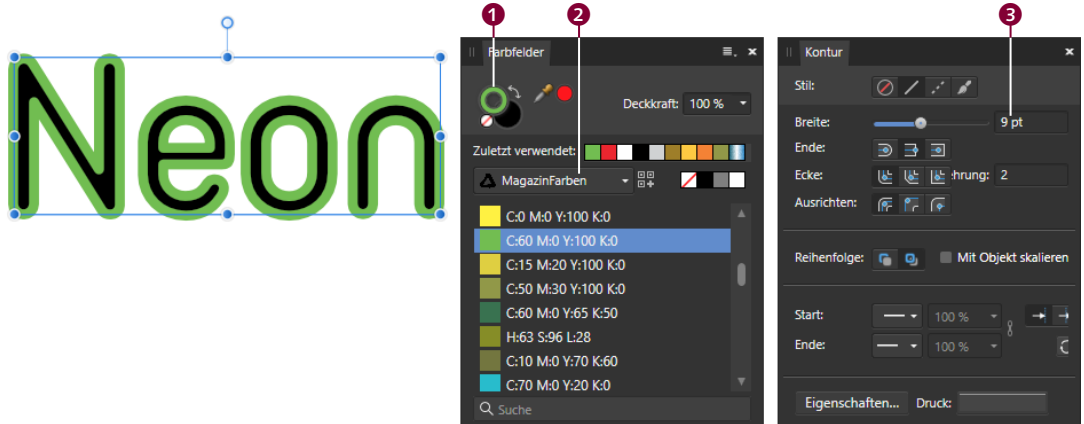 1
2
3
Neon
Farbfelder
Deckkraft: 100 %
Zuletzt verwendet:
MagazinFarben
C:0 M:0 Y:100 K:0
C:60 M:0 Y:100 K:0
C:15 M:20 Y:100 K:0
C:50 M:30 Y:100 K:0
C:60 M:0 Y:65 K:50
H:63 S:96 L:28
C:10 M:0 Y:70 K:60
C:70 M:0 Y:20 K:0
Suche
Kontur
Stil:
Breite: 9 pt
Ende:
Ecke: hrung: 2
Ausrichten:
Reihenfolge: Mit Objekt skalieren
Start: 100 %
Ende: 100 %
Eigenschaften... Druck: